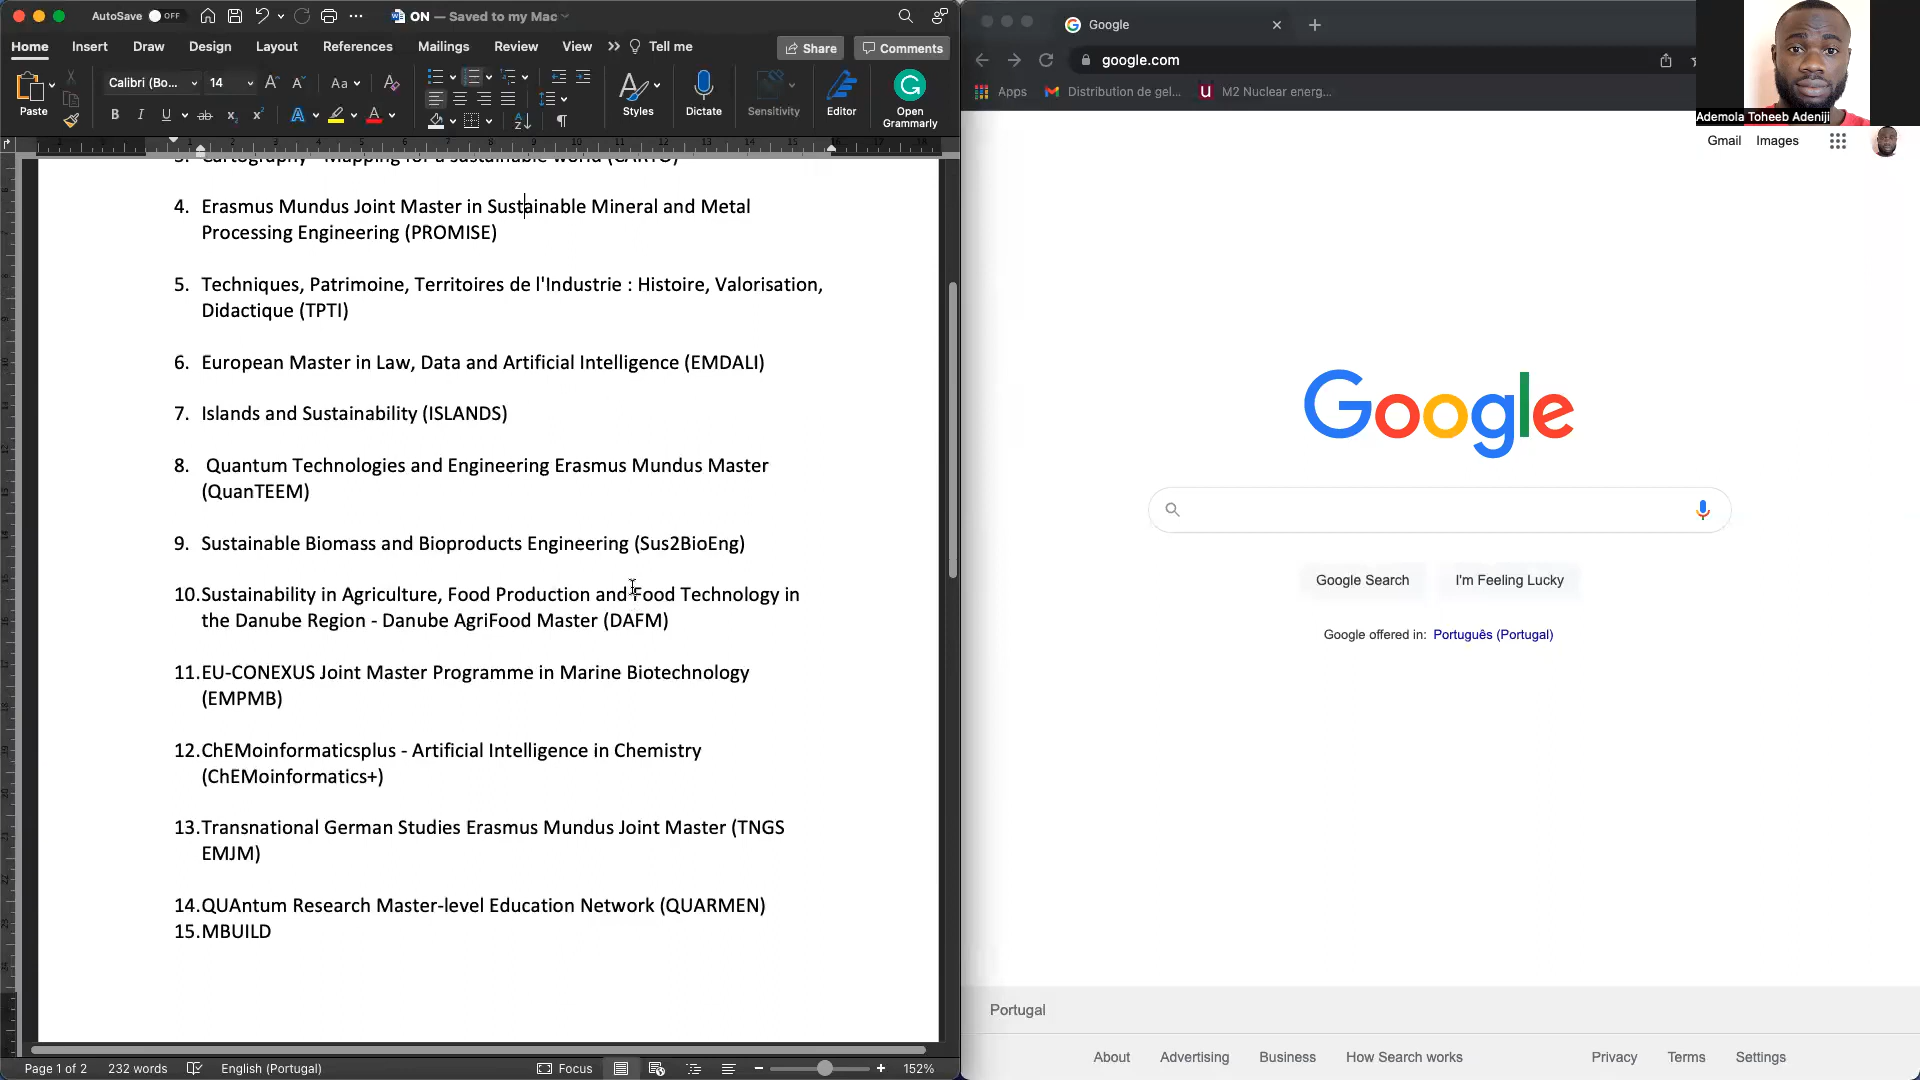 AutoSave OFF ON — Saved to my Mac
Home Insert Draw Design Layout References Mailings Review View Tell me Share Comments
Paste Calibri (Bo... 14 Aa Styles Dictate Sensitivity Editor Open Grammarly
3. Cartography - Mapping for a sustainable world (CARTO)
4. Erasmus Mundus Joint Master in Sustainable Mineral and Metal
Processing Engineering (PROMISE)
5. Techniques, Patrimoine, Territoires de l'Industrie : Histoire, Valorisation,
Didactique (TPTI)
6. European Master in Law, Data and Artificial Intelligence (EMDALI)
7. Islands and Sustainability (ISLANDS)
8. Quantum Technologies and Engineering Erasmus Mundus Master
(QuanTEEM)
9. Sustainable Biomass and Bioproducts Engineering (Sus2BioEng)
10.Sustainability in Agriculture, Food Production and Food Technology in
the Danube Region - Danube AgriFood Master (DAFM)
11.EU-CONEXUS Joint Master Programme in Marine Biotechnology
(EMPMB)
12.ChEMoinformaticsplus - Artificial Intelligence in Chemistry
(ChEMoinformatics+)
13.Transnational German Studies Erasmus Mundus Joint Master (TNGS
EMJM)
14.QUAntum Research Master-level Education Network (QUARMEN)
15.MBUILD
Page 1 of 2 232 words English (Portugal) Focus 152%
Google
google.com
Apps Distribution de gel... M2 Nuclear energ...
Ademola Toheeb Adeniji
Gmail Images
Google
Google Search I'm Feeling Lucky
Google offered in: Português (Portugal)
Portugal
About Advertising Business How Search works Privacy Terms Settings